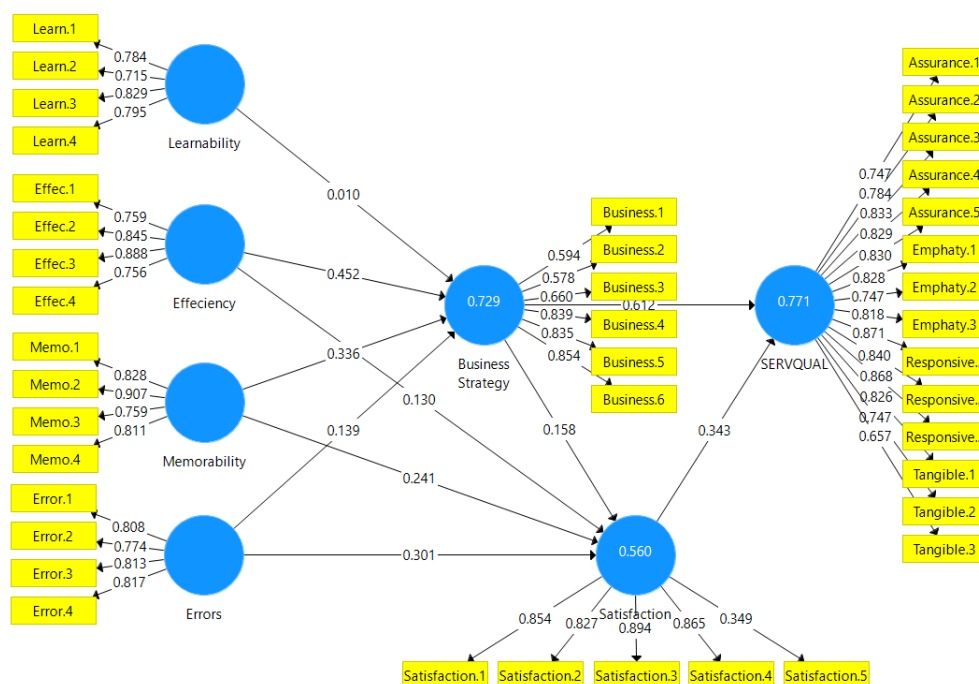 Learn.1
Learn.2
Learn.3
Learn.4
0.784
0.715
0.829
0.795
Learnability
0.010
Effec.1
Effec.2
Effec.3
Effec.4
0.759
0.845
0.888
0.756
Effeciency
0.452
0.130
Memo.1
Memo.2
Memo.3
Memo.4
0.828
0.907
0.759
0.811
Memorability
0.336
0.241
Error.1
Error.2
Error.3
Error.4
0.808
0.774
0.813
0.817
Errors
0.139
0.301
0.729
Business
Strategy
0.594
0.578
0.660
0.839
0.835
0.854
Business.1
Business.2
Business.3
Business.4
Business.5
Business.6
0.612
0.158
0.560
Satisfaction
0.343
0.854
0.827
0.894
0.865
0.349
Satisfaction.1
Satisfaction.2
Satisfaction.3
Satisfaction.4
Satisfaction.5
0.771
SERVQUAL
0.747
0.784
0.833
0.829
0.830
0.828
0.747
0.818
0.871
0.840
0.868
0.826
0.747
0.657
Assurance.1
Assurance.2
Assurance.3
Assurance.4
Assurance.5
Emphaty.1
Emphaty.2
Emphaty.3
Responsive..
Responsive..
Responsive..
Tangible.1
Tangible.2
Tangible.3